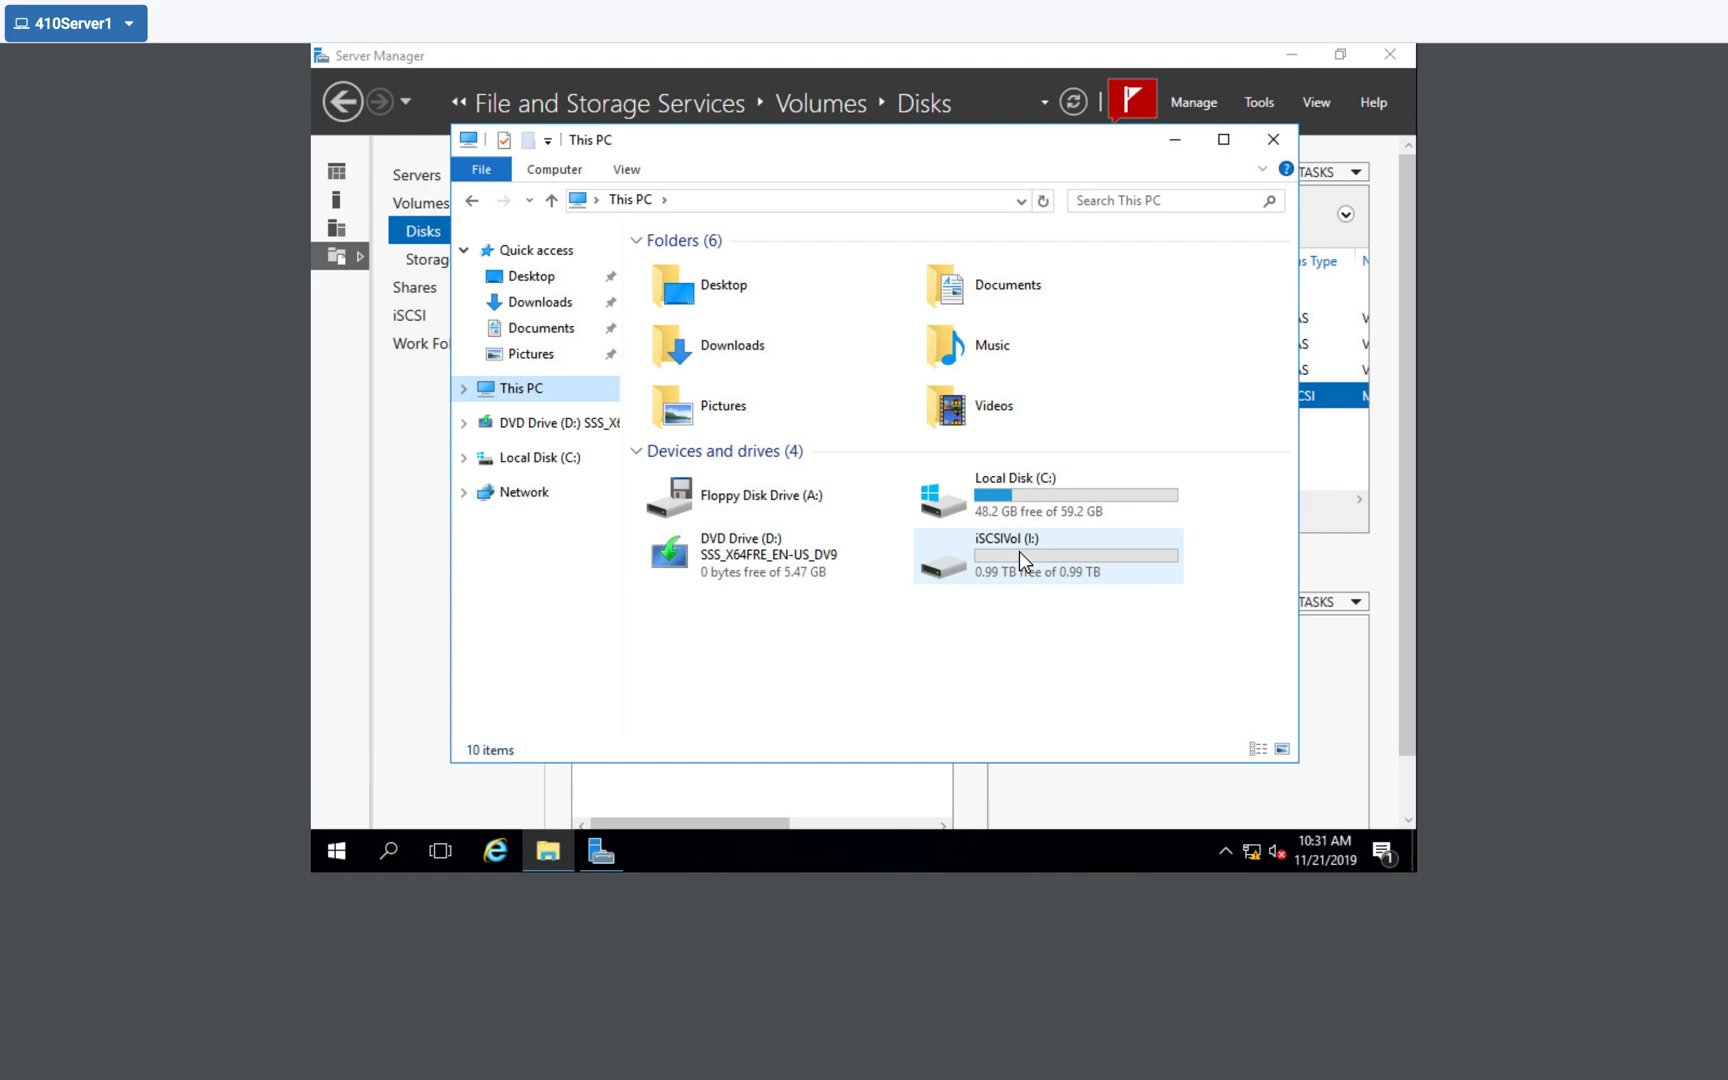 410Server1
Server Manager
File and Storage Services
Volumes
Disks
Manage
Tools
View
Help
This PC
File
Computer
View
This PC
Search This PC
Servers
Volumes
Disks
Storag
Shares
iSCSI
Work Fol
Quick access
Desktop
Downloads
Documents
Pictures
This PC
DVD Drive (D:) SSS_X6
Local Disk (C:)
Network
Folders (6)
Desktop
Documents
Downloads
Music
Pictures
Videos
Devices and drives (4)
Floppy Disk Drive (A:)
Local Disk (C:)
48.2 GB free of 59.2 GB
DVD Drive (D:)
SSS_X64FRE_EN-US_DV9
0 bytes free of 5.47 GB
iSCSIVol (I:)
0.99 TB free of 0.99 TB
10 items
TASKS
s Type
AS
AS
AS
CSI
TASKS
10:31 AM
11/21/2019
1